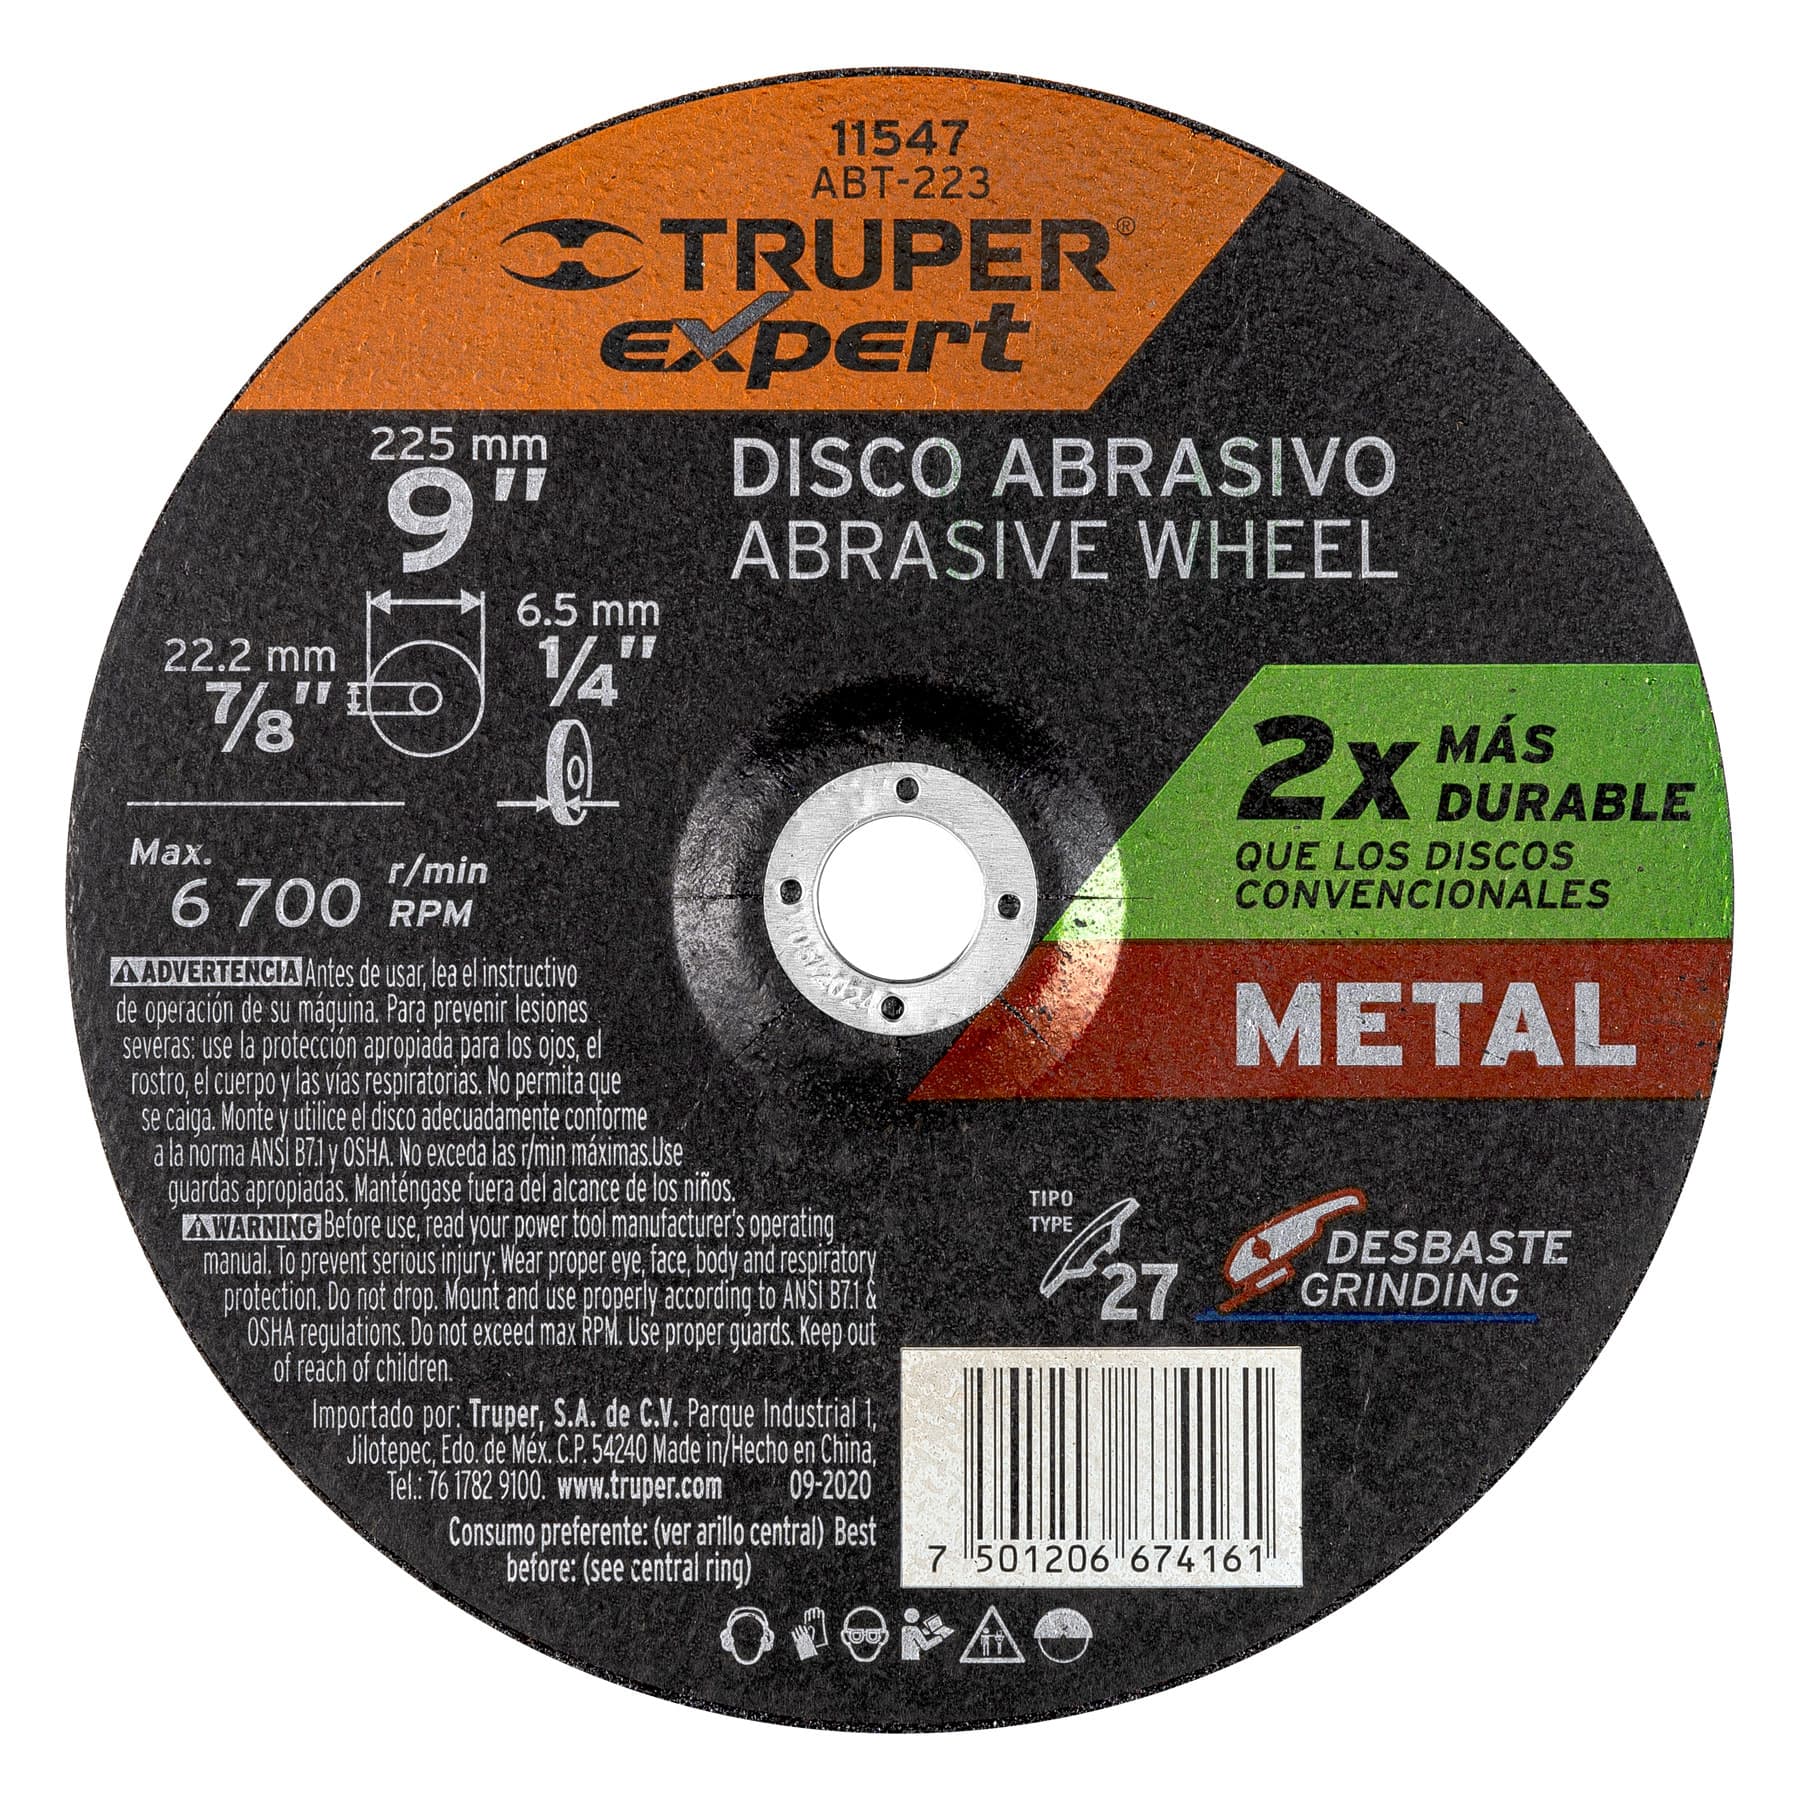 11547
ABT-223
TRUPER®
expert
225 mm
9"
22.2 mm
7/8"
6.5 mm
1/4"
DISCO ABRASIVO
ABRASIVE WHEEL
2x MÁS
DURABLE
QUE LOS DISCOS
CONVENCIONALES
METAL
Max.
6 700 r/min
RPM
03/2024
ADVERTENCIA Antes de usar, lea el instructivo
de operación de su máquina. Para prevenir lesiones
severas: use la protección apropiada para los ojos, el
rostro, el cuerpo y las vías respiratorias. No permita que
se caiga. Monte y utilice el disco adecuadamente conforme
a la norma ANSI B7.1 y OSHA. No exceda las r/min máximas.Use
guardas apropiadas. Manténgase fuera del alcance de los niños.
WARNING Before use, read your power tool manufacturer's operating
manual. To prevent serious injury: Wear proper eye, face, body and respiratory
protection. Do not drop. Mount and use properly according to ANSI B7.1 &
OSHA regulations. Do not exceed max RPM. Use proper guards. Keep out
of reach of children.
TIPO
TYPE
27
DESBASTE
GRINDING
Importado por: Truper, S.A. de C.V. Parque Industrial 1,
Jilotepec, Edo. de Méx. C.P. 54240 Made in/Hecho en China,
Tel.: 76 1782 9100. www.truper.com 09-2020
Consumo preferente: (ver arillo central) Best
before: (see central ring)
7 501206 674161